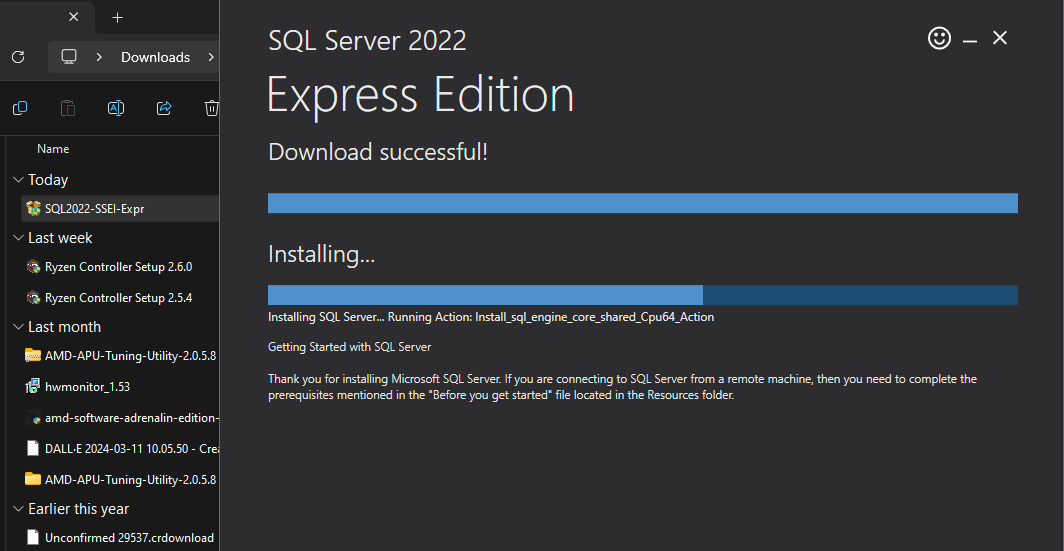 Downloads
Name
Today
SQL2022-SSEI-Expr
Last week
Ryzen Controller Setup 2.6.0
Ryzen Controller Setup 2.5.4
Last month
AMD-APU-Tuning-Utility-2.0.5.8
hwmonitor_1.53
amd-software-adrenalin-edition-
DALL·E 2024-03-11 10.05.50 - Crea
AMD-APU-Tuning-Utility-2.0.5.8
Earlier this year
Unconfirmed 29537.crdownload
SQL Server 2022
Express Edition
Download successful!
Installing...
Installing SQL Server... Running Action: Install_sql_engine_core_shared_Cpu64_Action
Getting Started with SQL Server
Thank you for installing Microsoft SQL Server. If you are connecting to SQL Server from a remote machine, then you need to complete the
prerequisites mentioned in the "Before you get started" file located in the Resources folder.